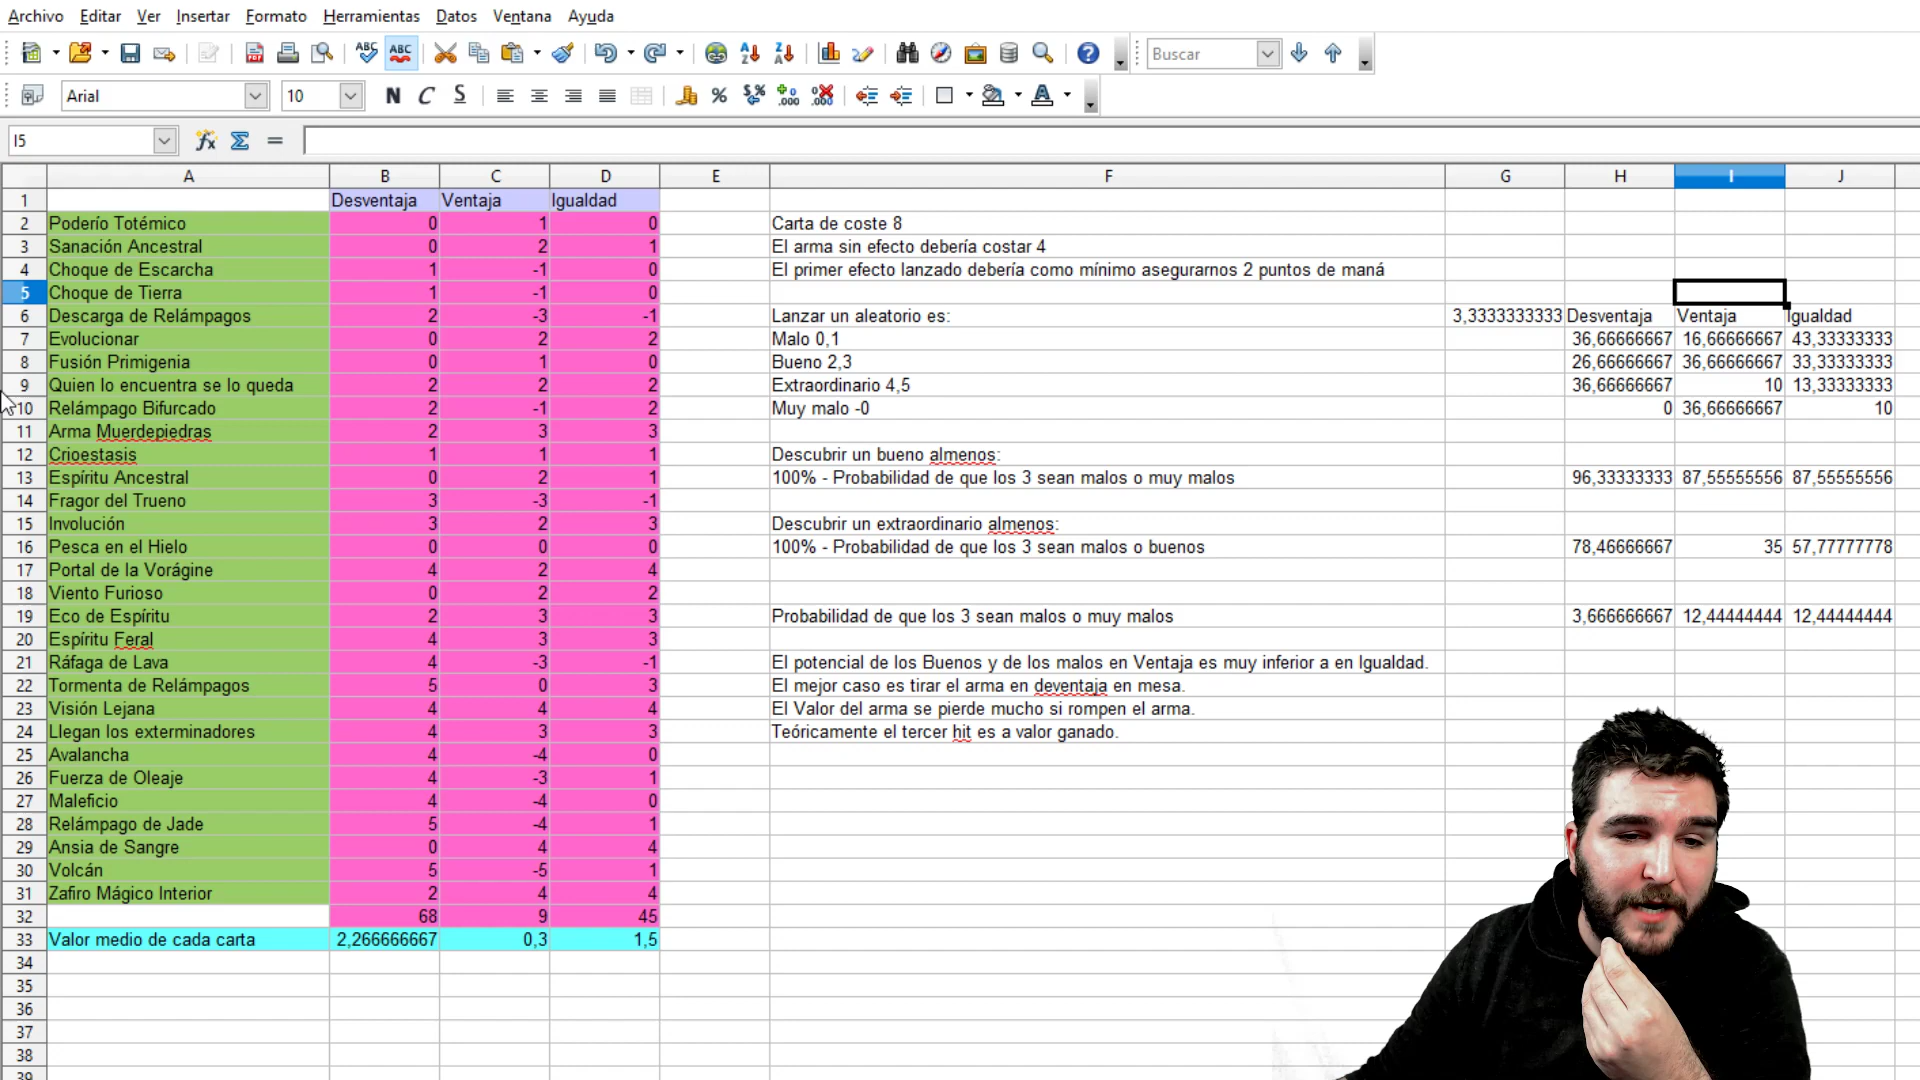 Archivo Editar Ver Insertar Formato Herramientas Datos Ventana Ayuda
ABC ABC Buscar
Arial 10 N C S
I5
A B C D E F G H I J
1 Desventaja Ventaja Igualdad
2 Poderío Totémico 0 1 0 Carta de coste 8
3 Sanación Ancestral 0 2 1 El arma sin efecto debería costar 4
4 Choque de Escarcha 1 -1 0 El primer efecto lanzado debería como mínimo asegurarnos 2 puntos de maná
5 Choque de Tierra 1 -1 0
6 Descarga de Relámpagos 2 -3 -1 Lanzar un aleatorio es: 3,3333333333 Desventaja Ventaja Igualdad
7 Evolucionar 0 2 2 Malo 0,1 36,66666667 16,66666667 43,33333333
8 Fusión Primigenia 0 1 0 Bueno 2,3 26,66666667 36,66666667 33,33333333
9 Quien lo encuentra se lo queda 2 2 2 Extraordinario 4,5 36,66666667 10 13,33333333
10 Relámpago Bifurcado 2 -1 2 Muy malo -0 0 36,66666667 10
11 Arma Muerdepiedras 2 3 3
12 Crioestasis 1 1 1 Descubrir un bueno almenos:
13 Espíritu Ancestral 0 2 1 100% - Probabilidad de que los 3 sean malos o muy malos 96,33333333 87,55555556 87,55555556
14 Fragor del Trueno 3 -3 -1
15 Involución 3 2 3 Descubrir un extraordinario almenos:
16 Pesca en el Hielo 0 0 0 100% - Probabilidad de que los 3 sean malos o buenos 78,46666667 35 57,77777778
17 Portal de la Vorágine 4 2 4
18 Viento Furioso 0 2 2
19 Eco de Espíritu 2 3 3 Probabilidad de que los 3 sean malos o muy malos 3,666666667 12,44444444 12,44444444
20 Espíritu Feral 4 3 3
21 Ráfaga de Lava 4 -3 -1 El potencial de los Buenos y de los malos en Ventaja es muy inferior a en Igualdad.
22 Tormenta de Relámpagos 5 0 3 El mejor caso es tirar el arma en deventaja en mesa.
23 Visión Lejana 4 4 4 El Valor del arma se pierde mucho si rompen el arma.
24 Llegan los exterminadores 4 3 3 Teóricamente el tercer hit es a valor ganado.
25 Avalancha 4 -4 0
26 Fuerza de Oleaje 4 -3 1
27 Maleficio 4 -4 0
28 Relámpago de Jade 5 -4 1
29 Ansia de Sangre 0 4 4
30 Volcán 5 -5 1
31 Zafiro Mágico Interior 2 4 4
32 68 9 45
33 Valor medio de cada carta 2,266666667 0,3 1,5
34
35
36
37
38
39